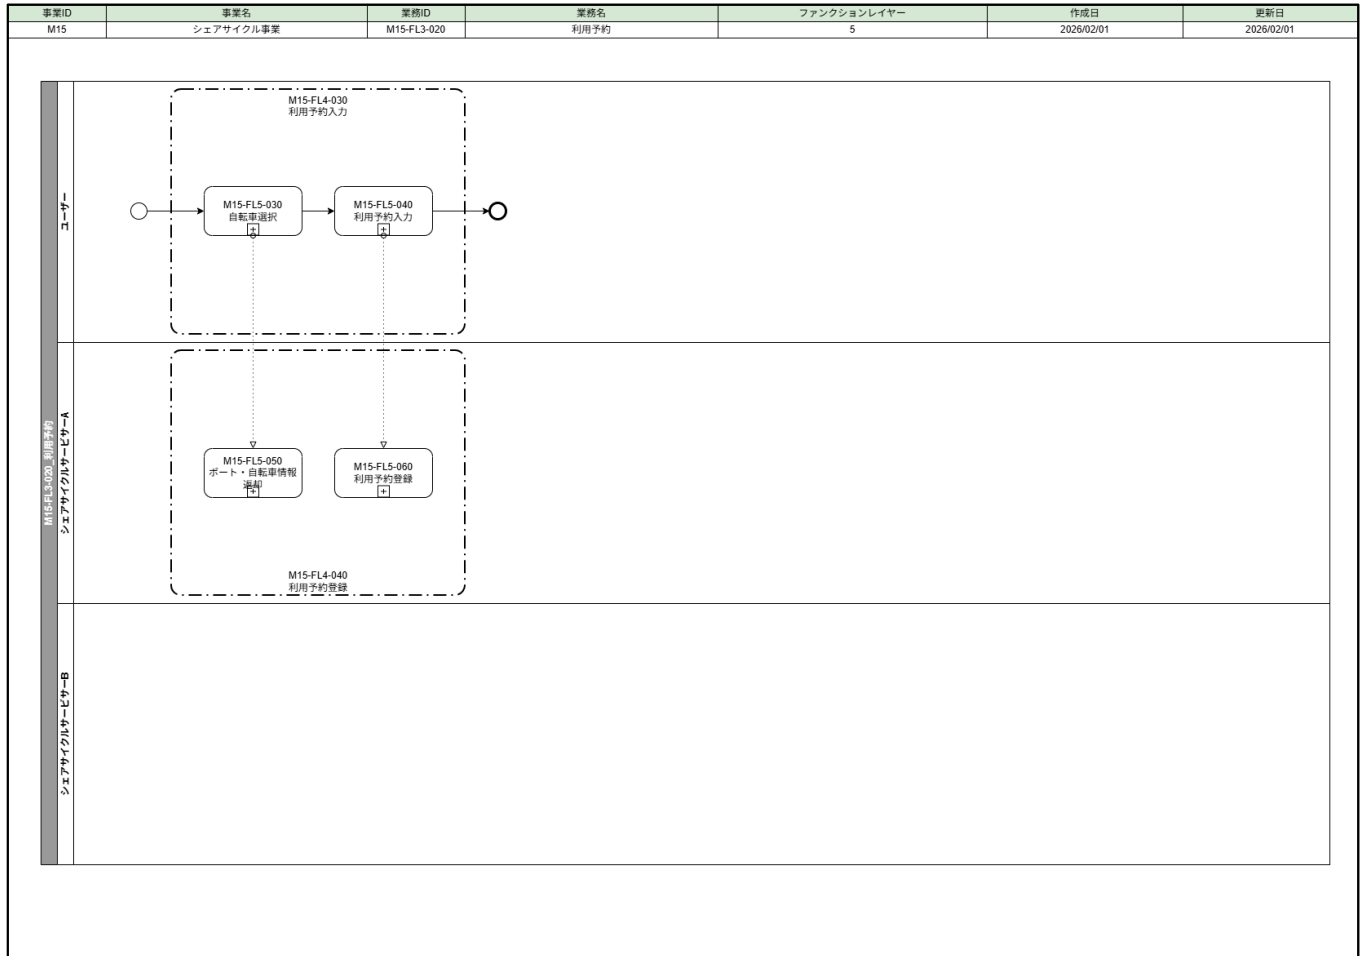 事業ID 事業名 業務ID 業務名 ファンクションレイヤー 作成日 更新日
M15 シェアサイクル事業 M15-FL3-020 利用予約 5 2026/02/01 2026/02/01
M15-FL3-020_利用予約
ユーザー
M15-FL4-030
利用予約入力
M15-FL5-030
自転車選択
M15-FL5-040
利用予約入力
シェアサイクルサービサーA
M15-FL5-050
ポート・自転車情報
返却
M15-FL5-060
利用予約登録
M15-FL4-040
利用予約登録
シェアサイクルサービサーB